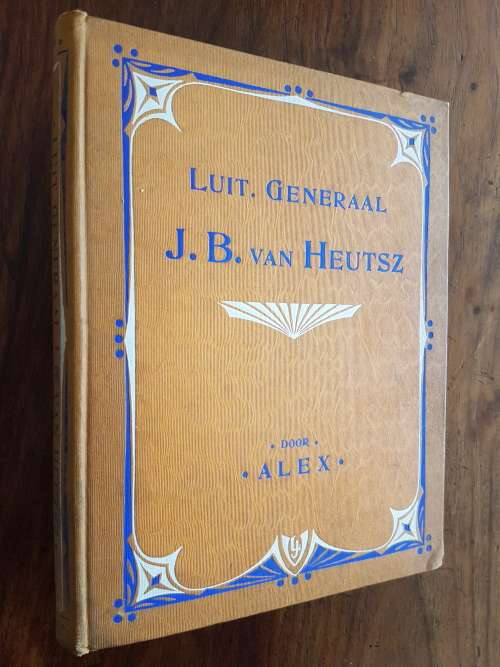 LUIT. GENERAAL
J. B. VAN HEUTSZ
• DOOR •
• ALEX •